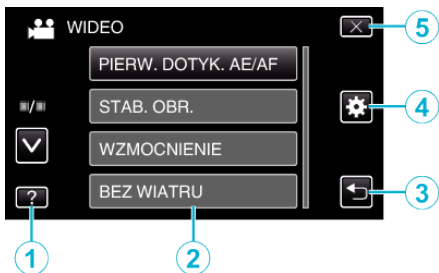 WIDEO
5
PIERW. DOTYK. AE/AF
STAB. OBR.
4
WZMOCNIENIE
BEZ WIATRU
?
3
1
2